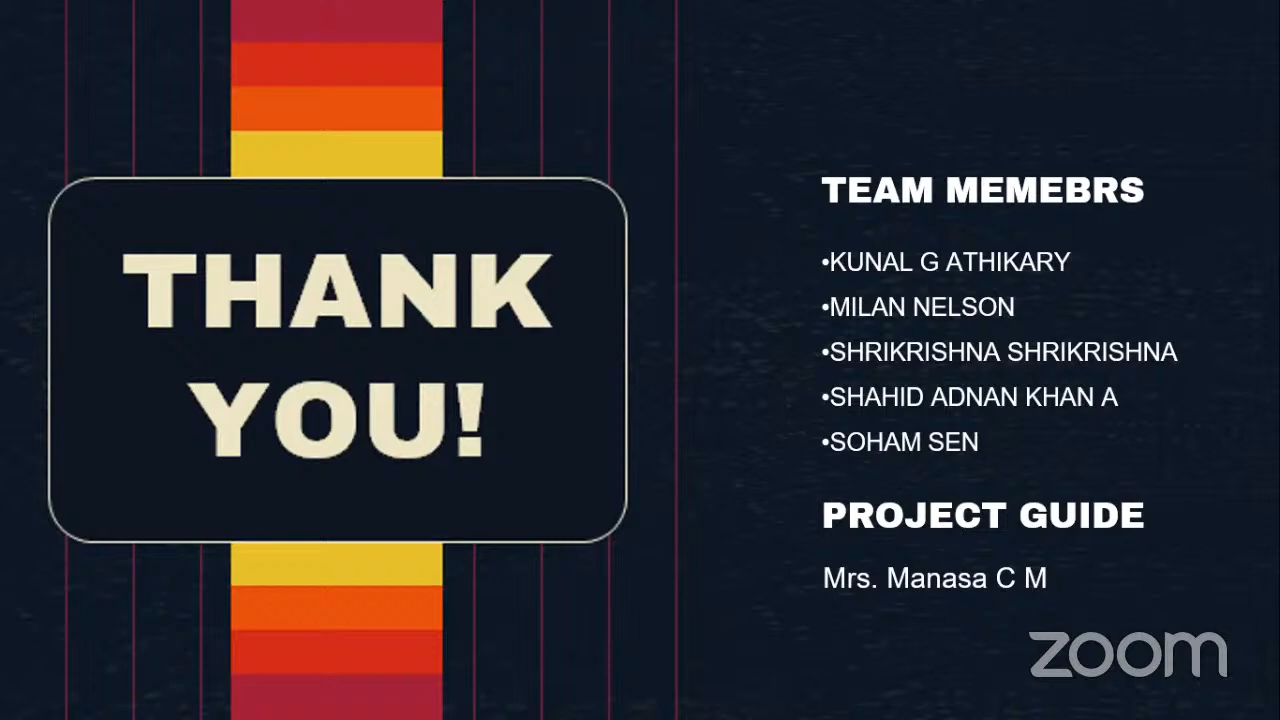 THANK
YOU!
TEAM MEMEBRS
•KUNAL G ATHIKARY
•MILAN NELSON
•SHRIKRISHNA SHRIKRISHNA
•SHAHID ADNAN KHAN A
•SOHAM SEN
PROJECT GUIDE
Mrs. Manasa C M
zoom